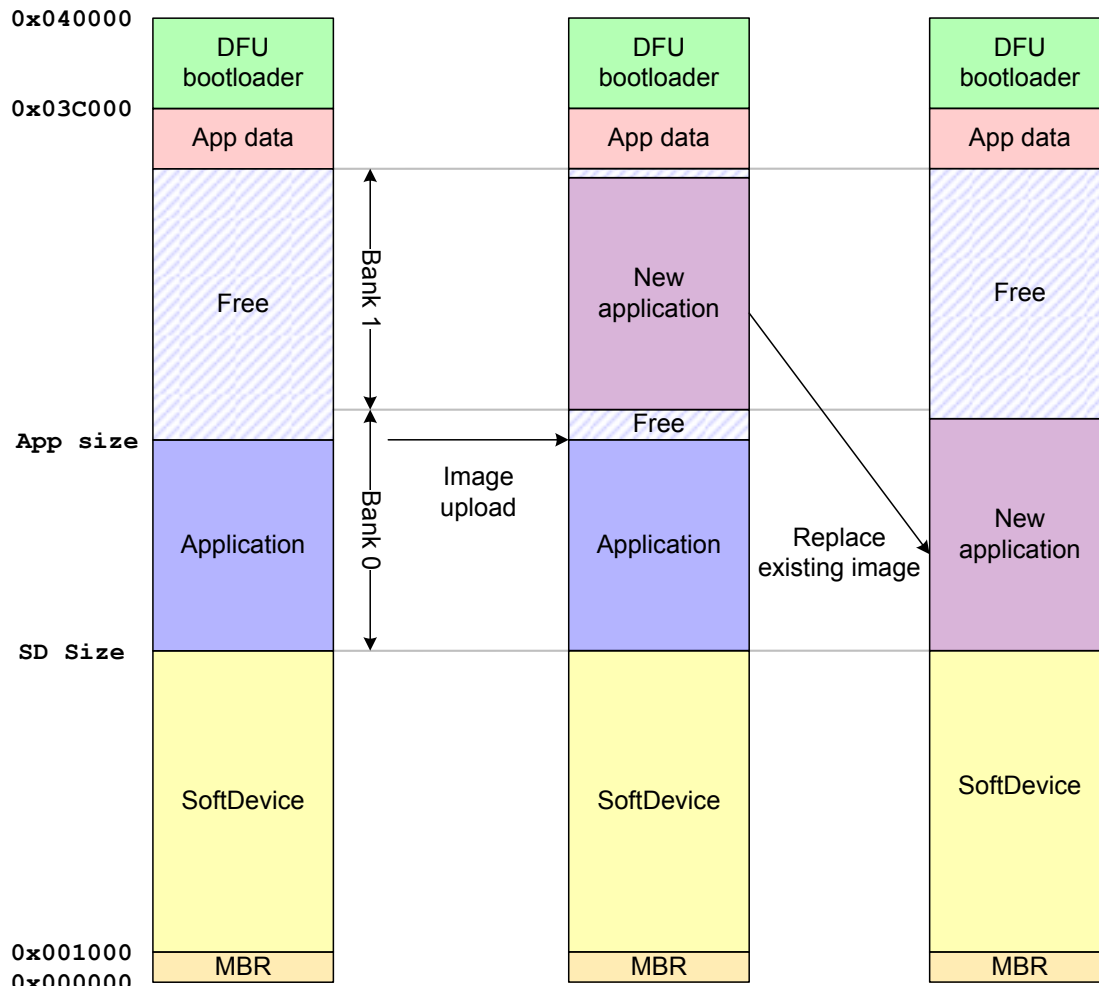 0x040000
DFU
bootloader
DFU
bootloader
DFU
bootloader
0x03C000
App data
App data
App data
Bank 1
Free
New
application
Free
App size
Free
Image
upload
Bank 0
Application
Application
Replace
existing image
New
application
SD Size
SoftDevice
SoftDevice
SoftDevice
0x001000
MBR
MBR
MBR
0x000000